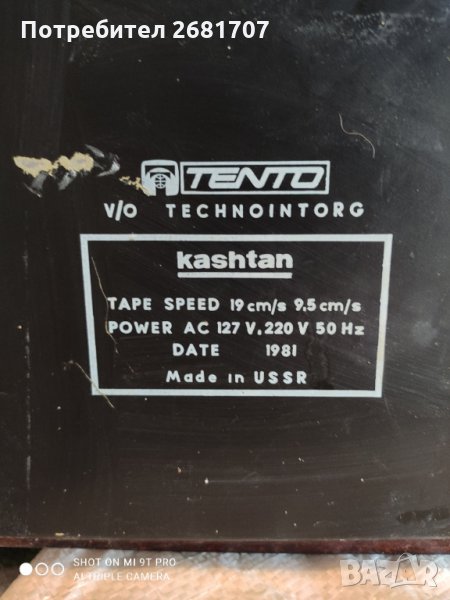 Потребител 2681707
TENTO
V/O TECHNOINTORG
kashtan
TAPE SPEED 19 cm/s 9,5 cm/s
POWER AC 127 V, 220 V 50 Hz
DATE 1981
Made in USSR
SHOT ON MI 9T PRO
AI TRIPLE CAMERA
BAZAR